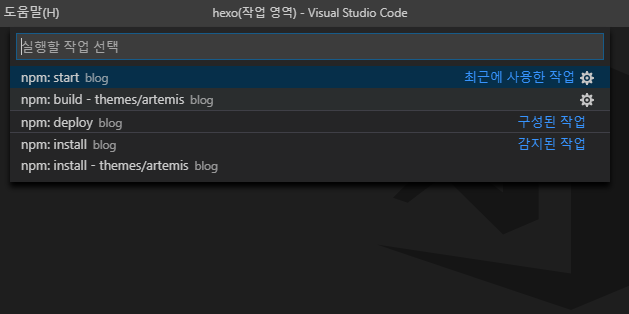 도움말(H) hexo(작업 영역) - Visual Studio Code
실행할 작업 선택
npm: start blog 최근에 사용한 작업
npm: build - themes/artemis blog
npm: deploy blog 구성된 작업
npm: install blog 감지된 작업
npm: install - themes/artemis blog